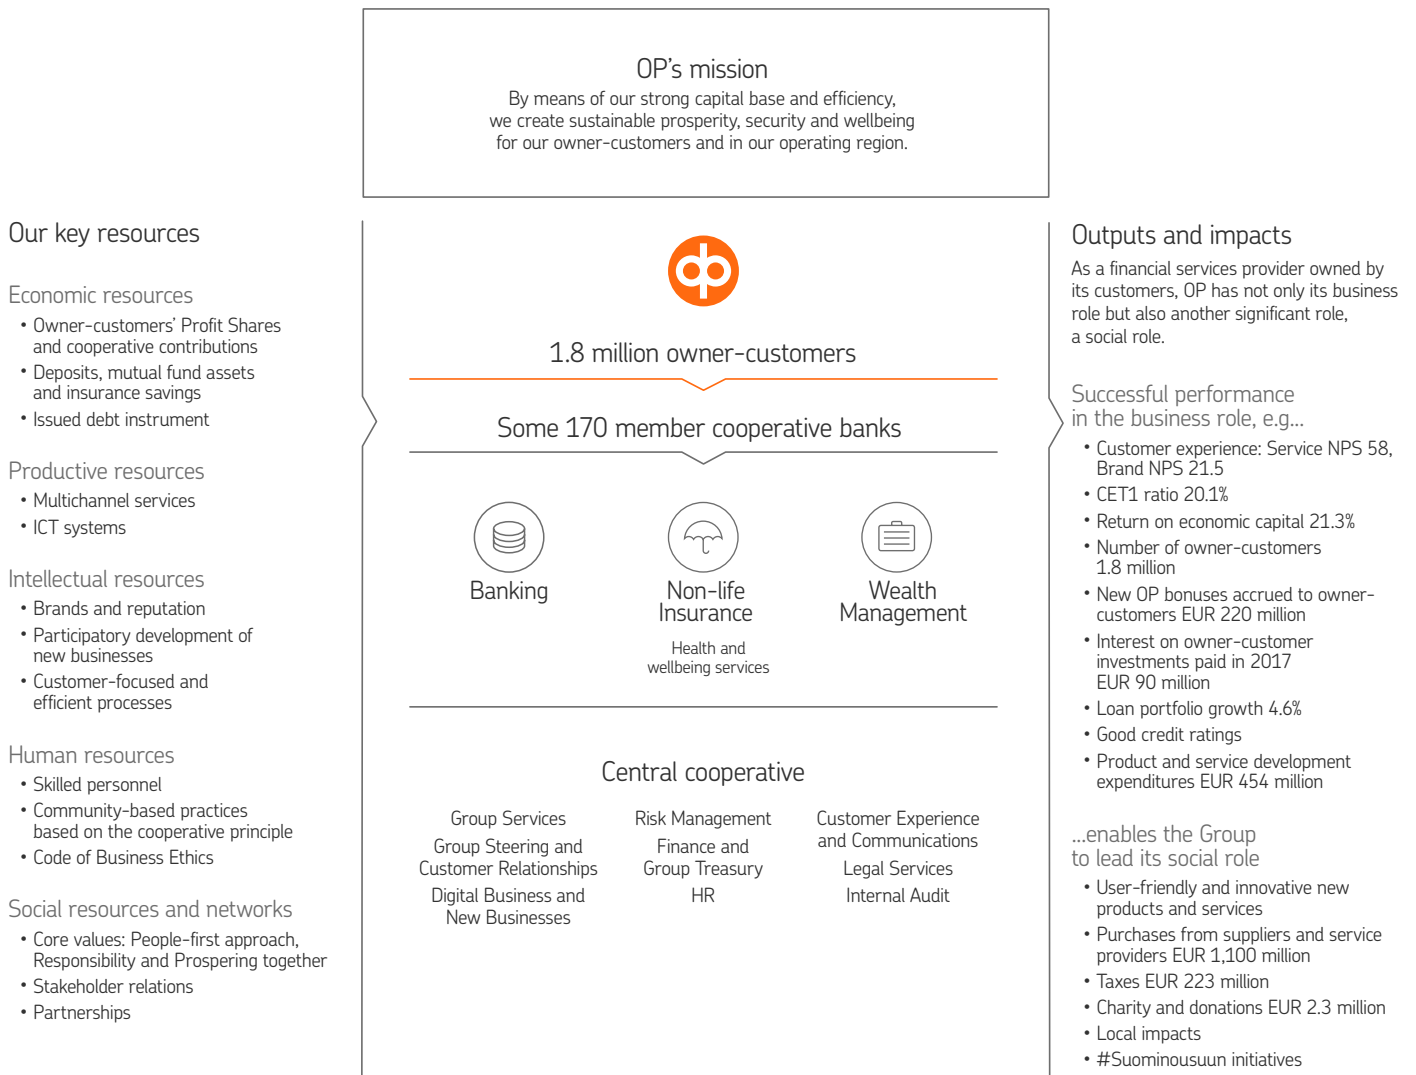 OP's mission
By means of our strong capital base and efficiency,
we create sustainable prosperity, security and wellbeing
for our owner-customers and in our operating region.
Our key resources
Economic resources
• Owner-customers' Profit Shares
and cooperative contributions
• Deposits, mutual fund assets
and insurance savings
• Issued debt instrument
Productive resources
• Multichannel services
• ICT systems
Intellectual resources
• Brands and reputation
• Participatory development of
new businesses
• Customer-focused and
efficient processes
Human resources
• Skilled personnel
• Community-based practices
based on the cooperative principle
• Code of Business Ethics
Social resources and networks
• Core values: People-first approach,
Responsibility and Prospering together
• Stakeholder relations
• Partnerships
op
1.8 million owner-customers
Some 170 member cooperative banks
Banking
Non-life
Insurance
Health and
wellbeing services
Wealth
Management
Central cooperative
Group Services
Group Steering and
Customer Relationships
Digital Business and
New Businesses
Risk Management
Finance and
Group Treasury
HR
Customer Experience
and Communications
Legal Services
Internal Audit
Outputs and impacts
As a financial services provider owned by
its customers, OP has not only its business
role but also another significant role,
a social role.
Successful performance
in the business role, e.g...
• Customer experience: Service NPS 58,
Brand NPS 21.5
• CET1 ratio 20.1%
• Return on economic capital 21.3%
• Number of owner-customers
1.8 million
• New OP bonuses accrued to owner-
customers EUR 220 million
• Interest on owner-customer
investments paid in 2017
EUR 90 million
• Loan portfolio growth 4.6%
• Good credit ratings
• Product and service development
expenditures EUR 454 million
...enables the Group
to lead its social role
• User-friendly and innovative new
products and services
• Purchases from suppliers and service
providers EUR 1,100 million
• Taxes EUR 223 million
• Charity and donations EUR 2.3 million
• Local impacts
• #Suominousuun initiatives